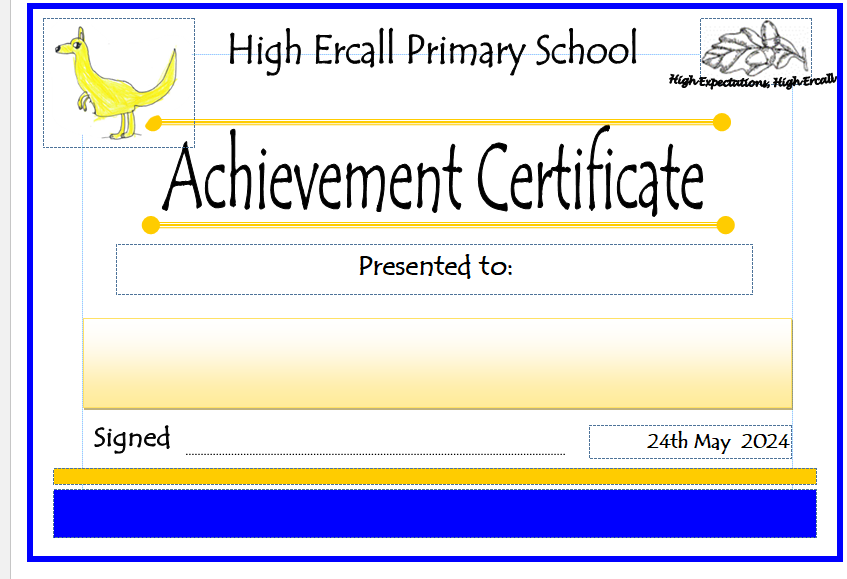 High Ercall Primary School
High Expectations, High Ercall
Achievement Certificate
Presented to:
Signed
24th May 2024